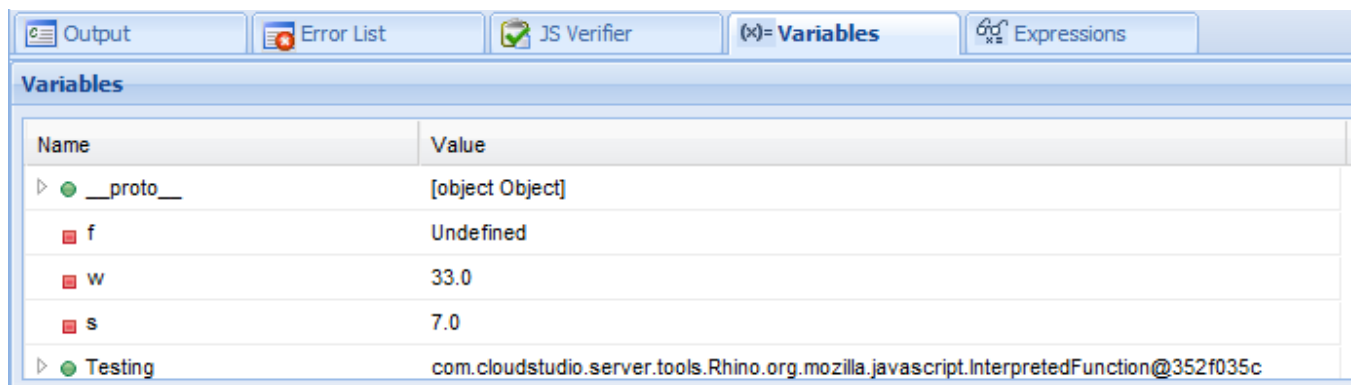 Output Error List JS Verifier (x)= Variables Expressions
Variables
Name Value
__proto__ [object Object]
f Undefined
w 33.0
s 7.0
Testing com.cloudstudio.server.tools.Rhino.org.mozilla.javascript.InterpretedFunction@352f035c